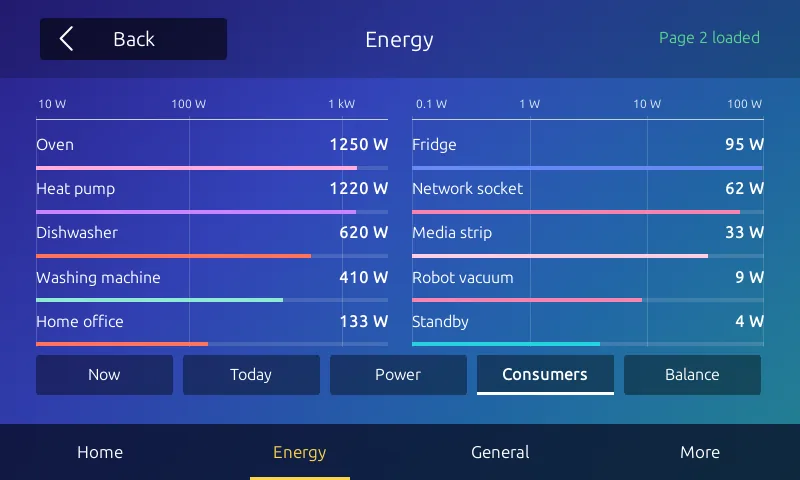 Back
Energy
Page 2 loaded
10 W 100 W 1 kW
Oven 1250 W
Heat pump 1220 W
Dishwasher 620 W
Washing machine 410 W
Home office 133 W
0.1 W 1 W 10 W 100 W
Fridge 95 W
Network socket 62 W
Media strip 33 W
Robot vacuum 9 W
Standby 4 W
Now Today Power Consumers Balance
Home Energy General More